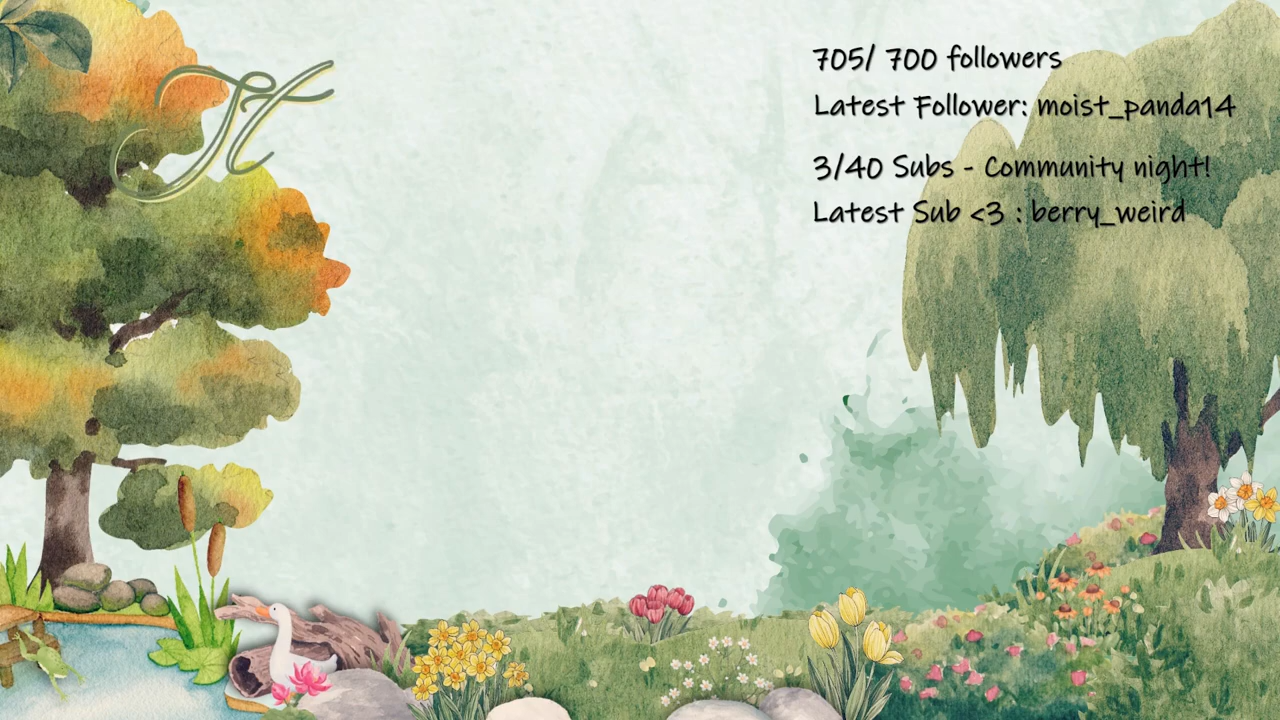 705/ 700 followers
Latest Follower: moist_panda14
3/40 Subs - Community night!
Latest Sub <3 : berry_weird